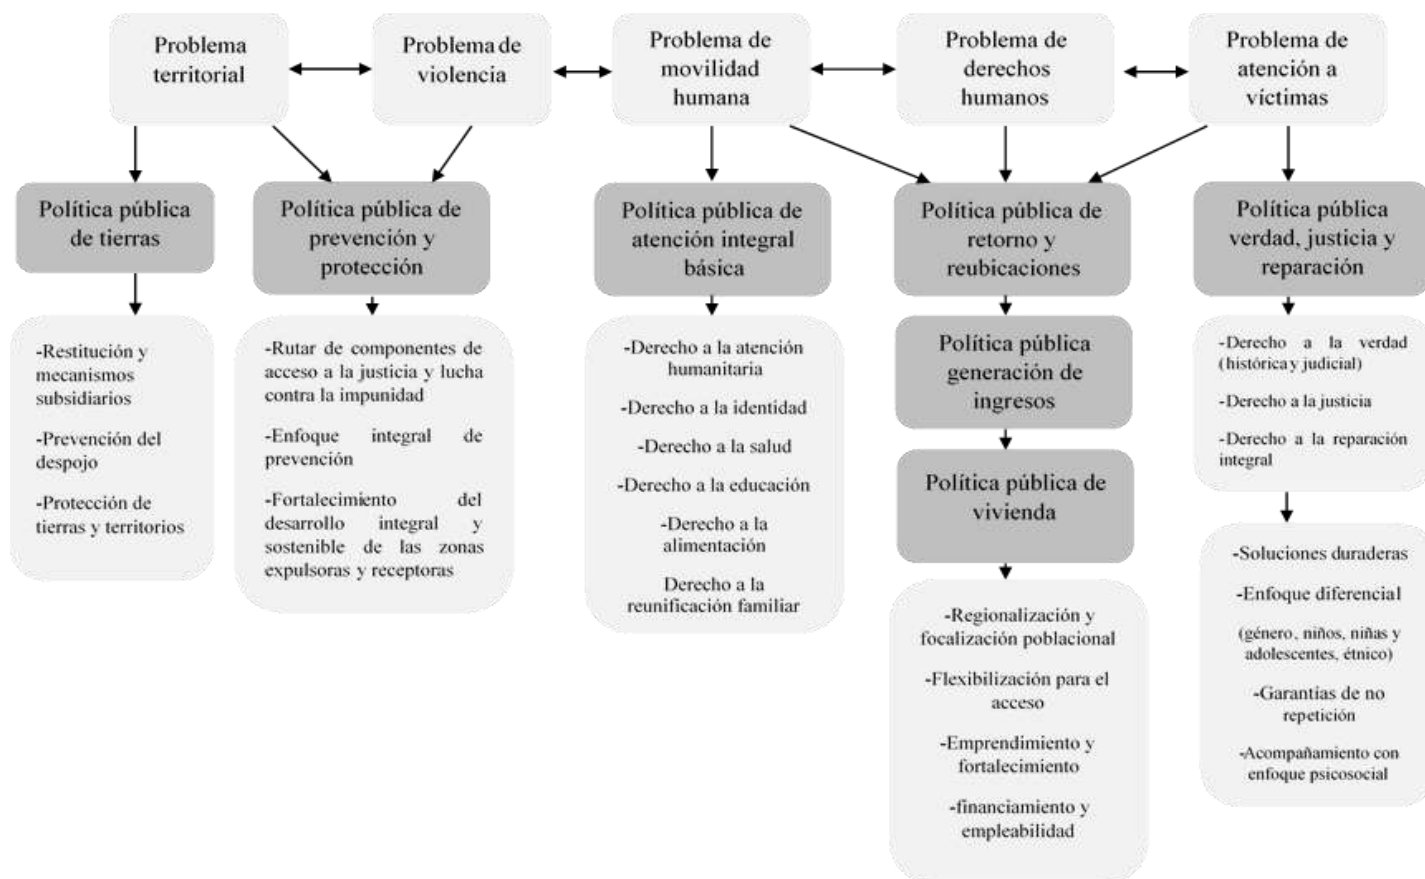 Problema
territorial
Problema de
violencia
Problema de
movilidad
humana
Problema de
derechos
humanos
Problema de
atención a
víctimas
Política pública
de tierras
Política pública de
prevención y
protección
Política pública de
atención integral
básica
Política pública de
retorno y
reubicaciones
Política pública
verdad, justicia y
reparación
-Restitución y
mecanismos
subsidiarios
-Prevención del
despojo
-Protección de
tierras y territorios
-Rutar de componentes de
acceso a la justicia y lucha
contra la impunidad
-Enfoque integral de
prevención
-Fortalecimiento del
desarrollo integral y
sostenible de las zonas
expulsoras y receptoras
-Derecho a la atención
humanitaria
-Derecho a la identidad
-Derecho a la salud
-Derecho a la educación
-Derecho a la
alimentación
Derecho a la
reunificación familiar
Política pública
generación de
ingresos
Política pública de
vivienda
-Regionalización y
focalización poblacional
-Flexibilización para el
acceso
-Emprendimiento y
fortalecimiento
-financiamiento y
empleabilidad
-Derecho a la verdad
(histórica y judicial)
-Derecho a la justicia
-Derecho a la reparación
integral
-Soluciones duraderas
-Enfoque diferencial
(género, niños, niñas y
adolescentes, étnico)
-Garantías de no
repetición
-Acompañamiento con
enfoque psicosocial